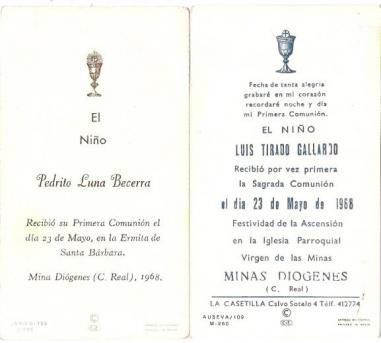 El
Niño
Pedrito Luna Becerra
Recibió su Primera Comunión el
día 23 de Mayo, en la Ermita de
Santa Bárbara.
Mina Diógenes (C. Real), 1968.
Fecha de tanta alegría
grabaré en mi corazón
recordaré noche y día
mi Primera Comunión.
EL NIÑO
LUIS TIRADO GALLARDO
Recibió por vez primera
la Sagrada Comunión
el día 23 de Mayo de 1968
Festividad de la Ascensión
en la Iglesia Parroquial
Virgen de las Minas
MINAS DIOGENES
(C. Real)
LA CASETILLA Calvo Sotelo 4 Télf. 412774
AUSEVA/109
M-260